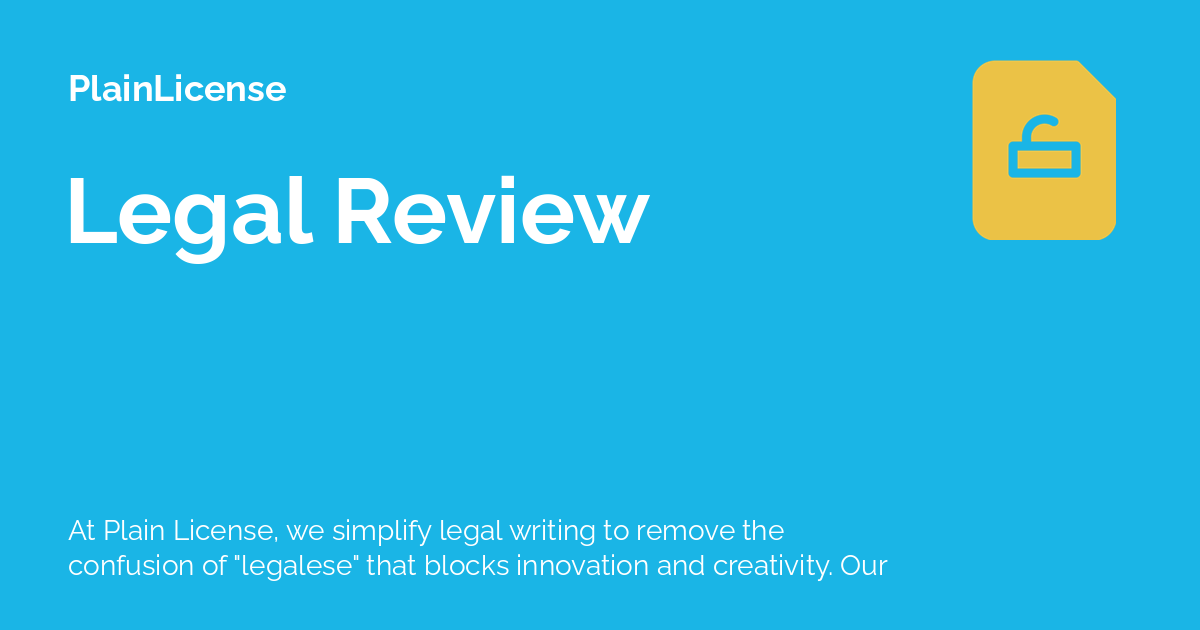 PlainLicense
Legal Review
At Plain License, we simplify legal writing to remove the
confusion of "legalese" that blocks innovation and creativity. Our